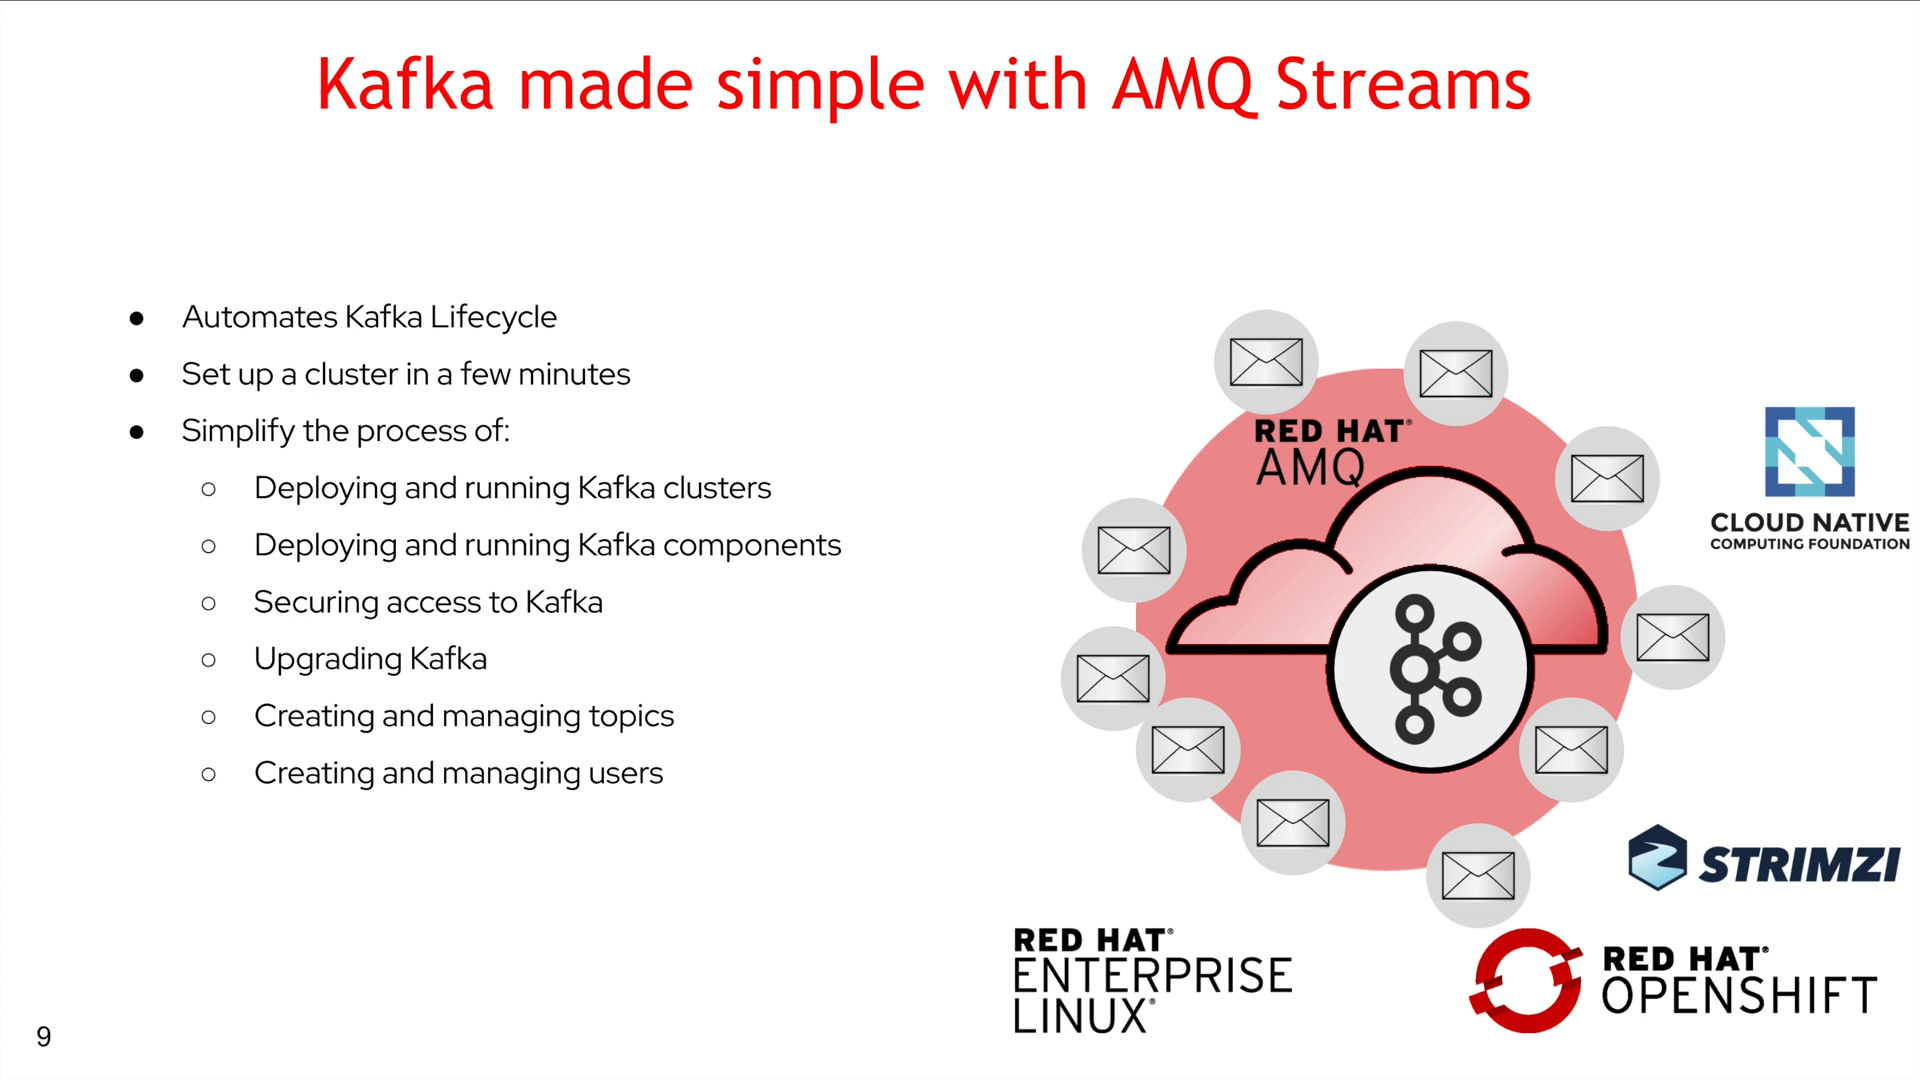 Kafka made simple with AMQ Streams
● Automates Kafka Lifecycle
● Set up a cluster in a few minutes
● Simplify the process of:
○ Deploying and running Kafka clusters
○ Deploying and running Kafka components
○ Securing access to Kafka
○ Upgrading Kafka
○ Creating and managing topics
○ Creating and managing users
RED HAT®
AMQ
CLOUD NATIVE
COMPUTING FOUNDATION
STRIMZI
RED HAT®
ENTERPRISE
LINUX®
RED HAT®
OPENSHIFT
9